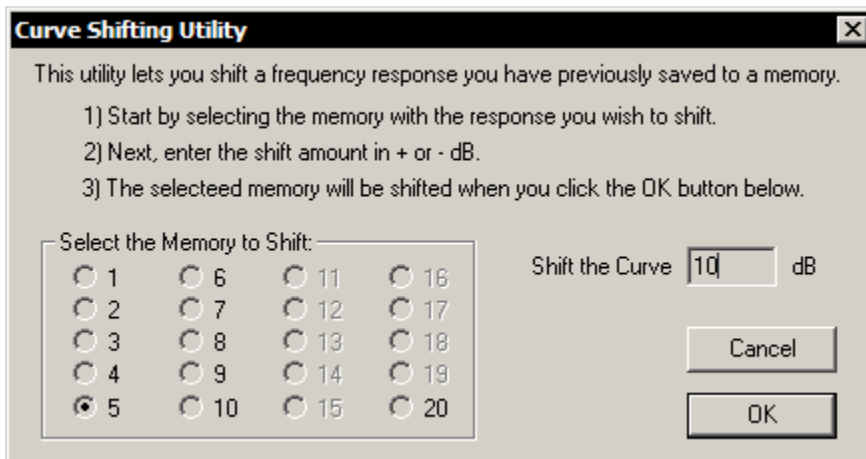 Curve Shifting Utility
This utility lets you shift a frequency response you have previously saved to a memory.
1) Start by selecting the memory with the response you wish to shift.
2) Next, enter the shift amount in + or - dB.
3) The selecteed memory will be shifted when you click the OK button below.
Select the Memory to Shift:
1 6 11 16
2 7 12 17
3 8 13 18
4 9 14 19
5 10 15 20
Shift the Curve 10 dB
Cancel
OK